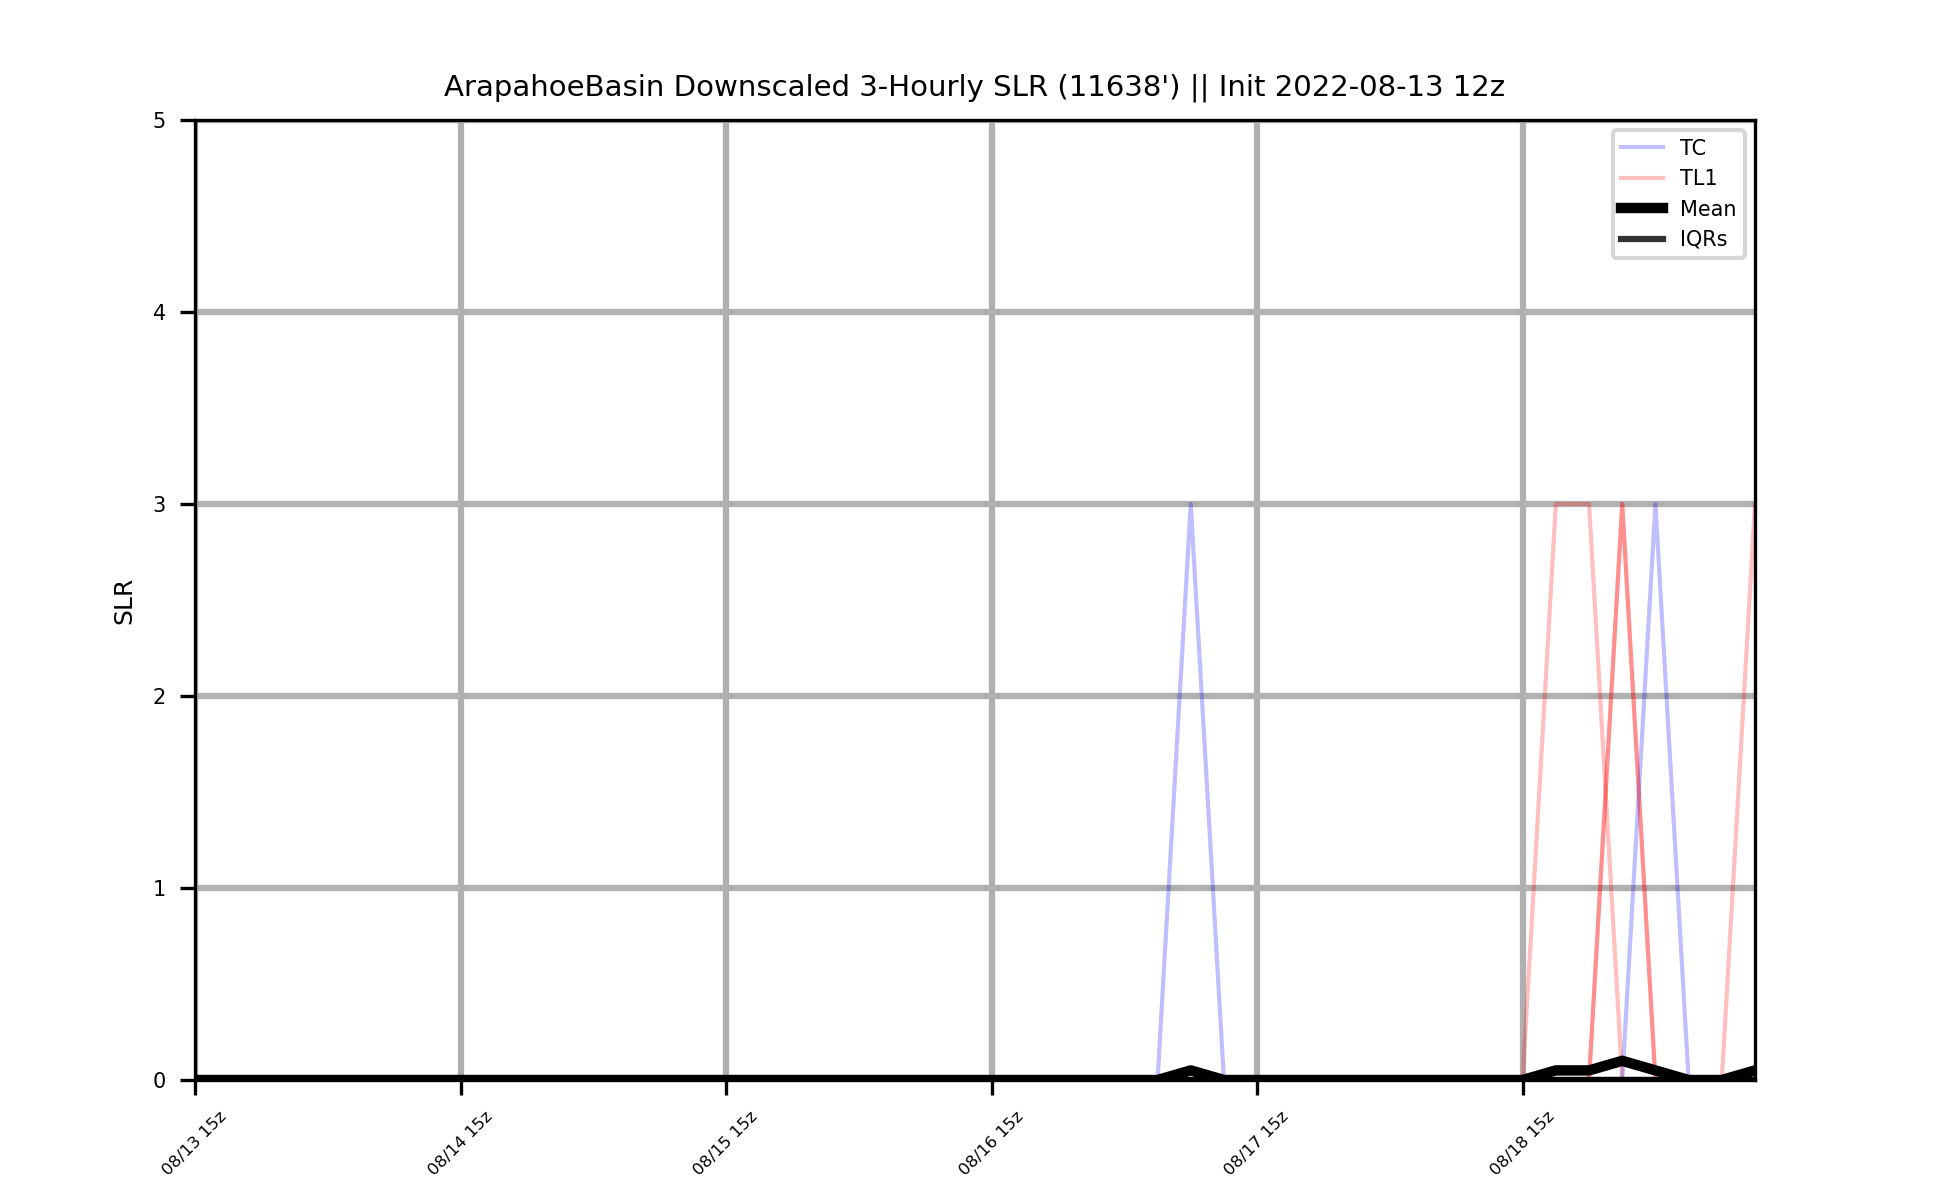 ArapahoeBasin Downscaled 3-Hourly SLR (11638') || Init 2022-08-13 12z
TC
TL1
Mean
IQRs
SLR
5
4
3
2
1
0
08/13 15z
08/14 15z
08/15 15z
08/16 15z
08/17 15z
08/18 15z